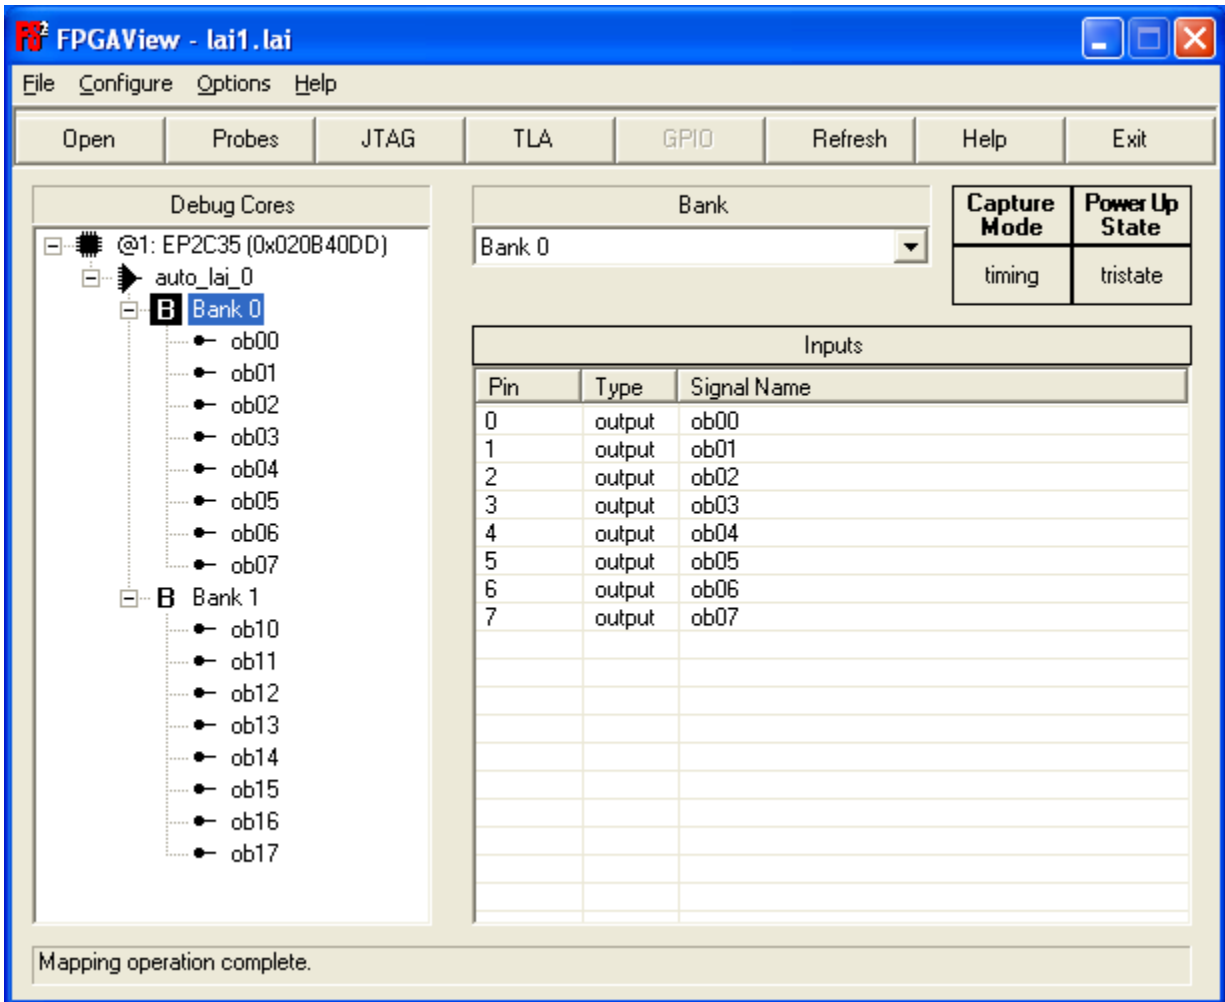 FS² FPGAView - lai1.lai
File Configure Options Help
Open Probes JTAG TLA GPIO Refresh Help Exit
Debug Cores
@1: EP2C35 (0x020B40DD)
auto_lai_0
B Bank 0
ob00
ob01
ob02
ob03
ob04
ob05
ob06
ob07
B Bank 1
ob10
ob11
ob12
ob13
ob14
ob15
ob16
ob17
Bank
Bank 0
Capture Mode
timing
Power Up State
tristate
Inputs
Pin Type Signal Name
0 output ob00
1 output ob01
2 output ob02
3 output ob03
4 output ob04
5 output ob05
6 output ob06
7 output ob07
Mapping operation complete.